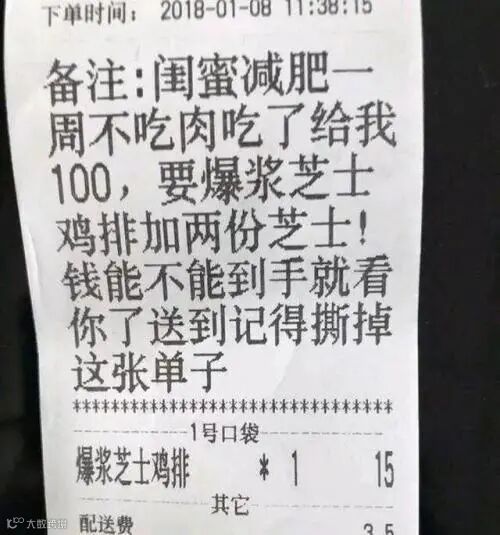 下单时间: 2018-01-08 11:38:15
备注:闺蜜减肥一
周不吃肉吃了给我
100，要爆浆芝士
鸡排加两份芝士!
钱能不能到手就看
你了送到记得撕掉
这张单子
********************************
1号口袋
爆浆芝士鸡排 *1 15
其它
配送费 3.5